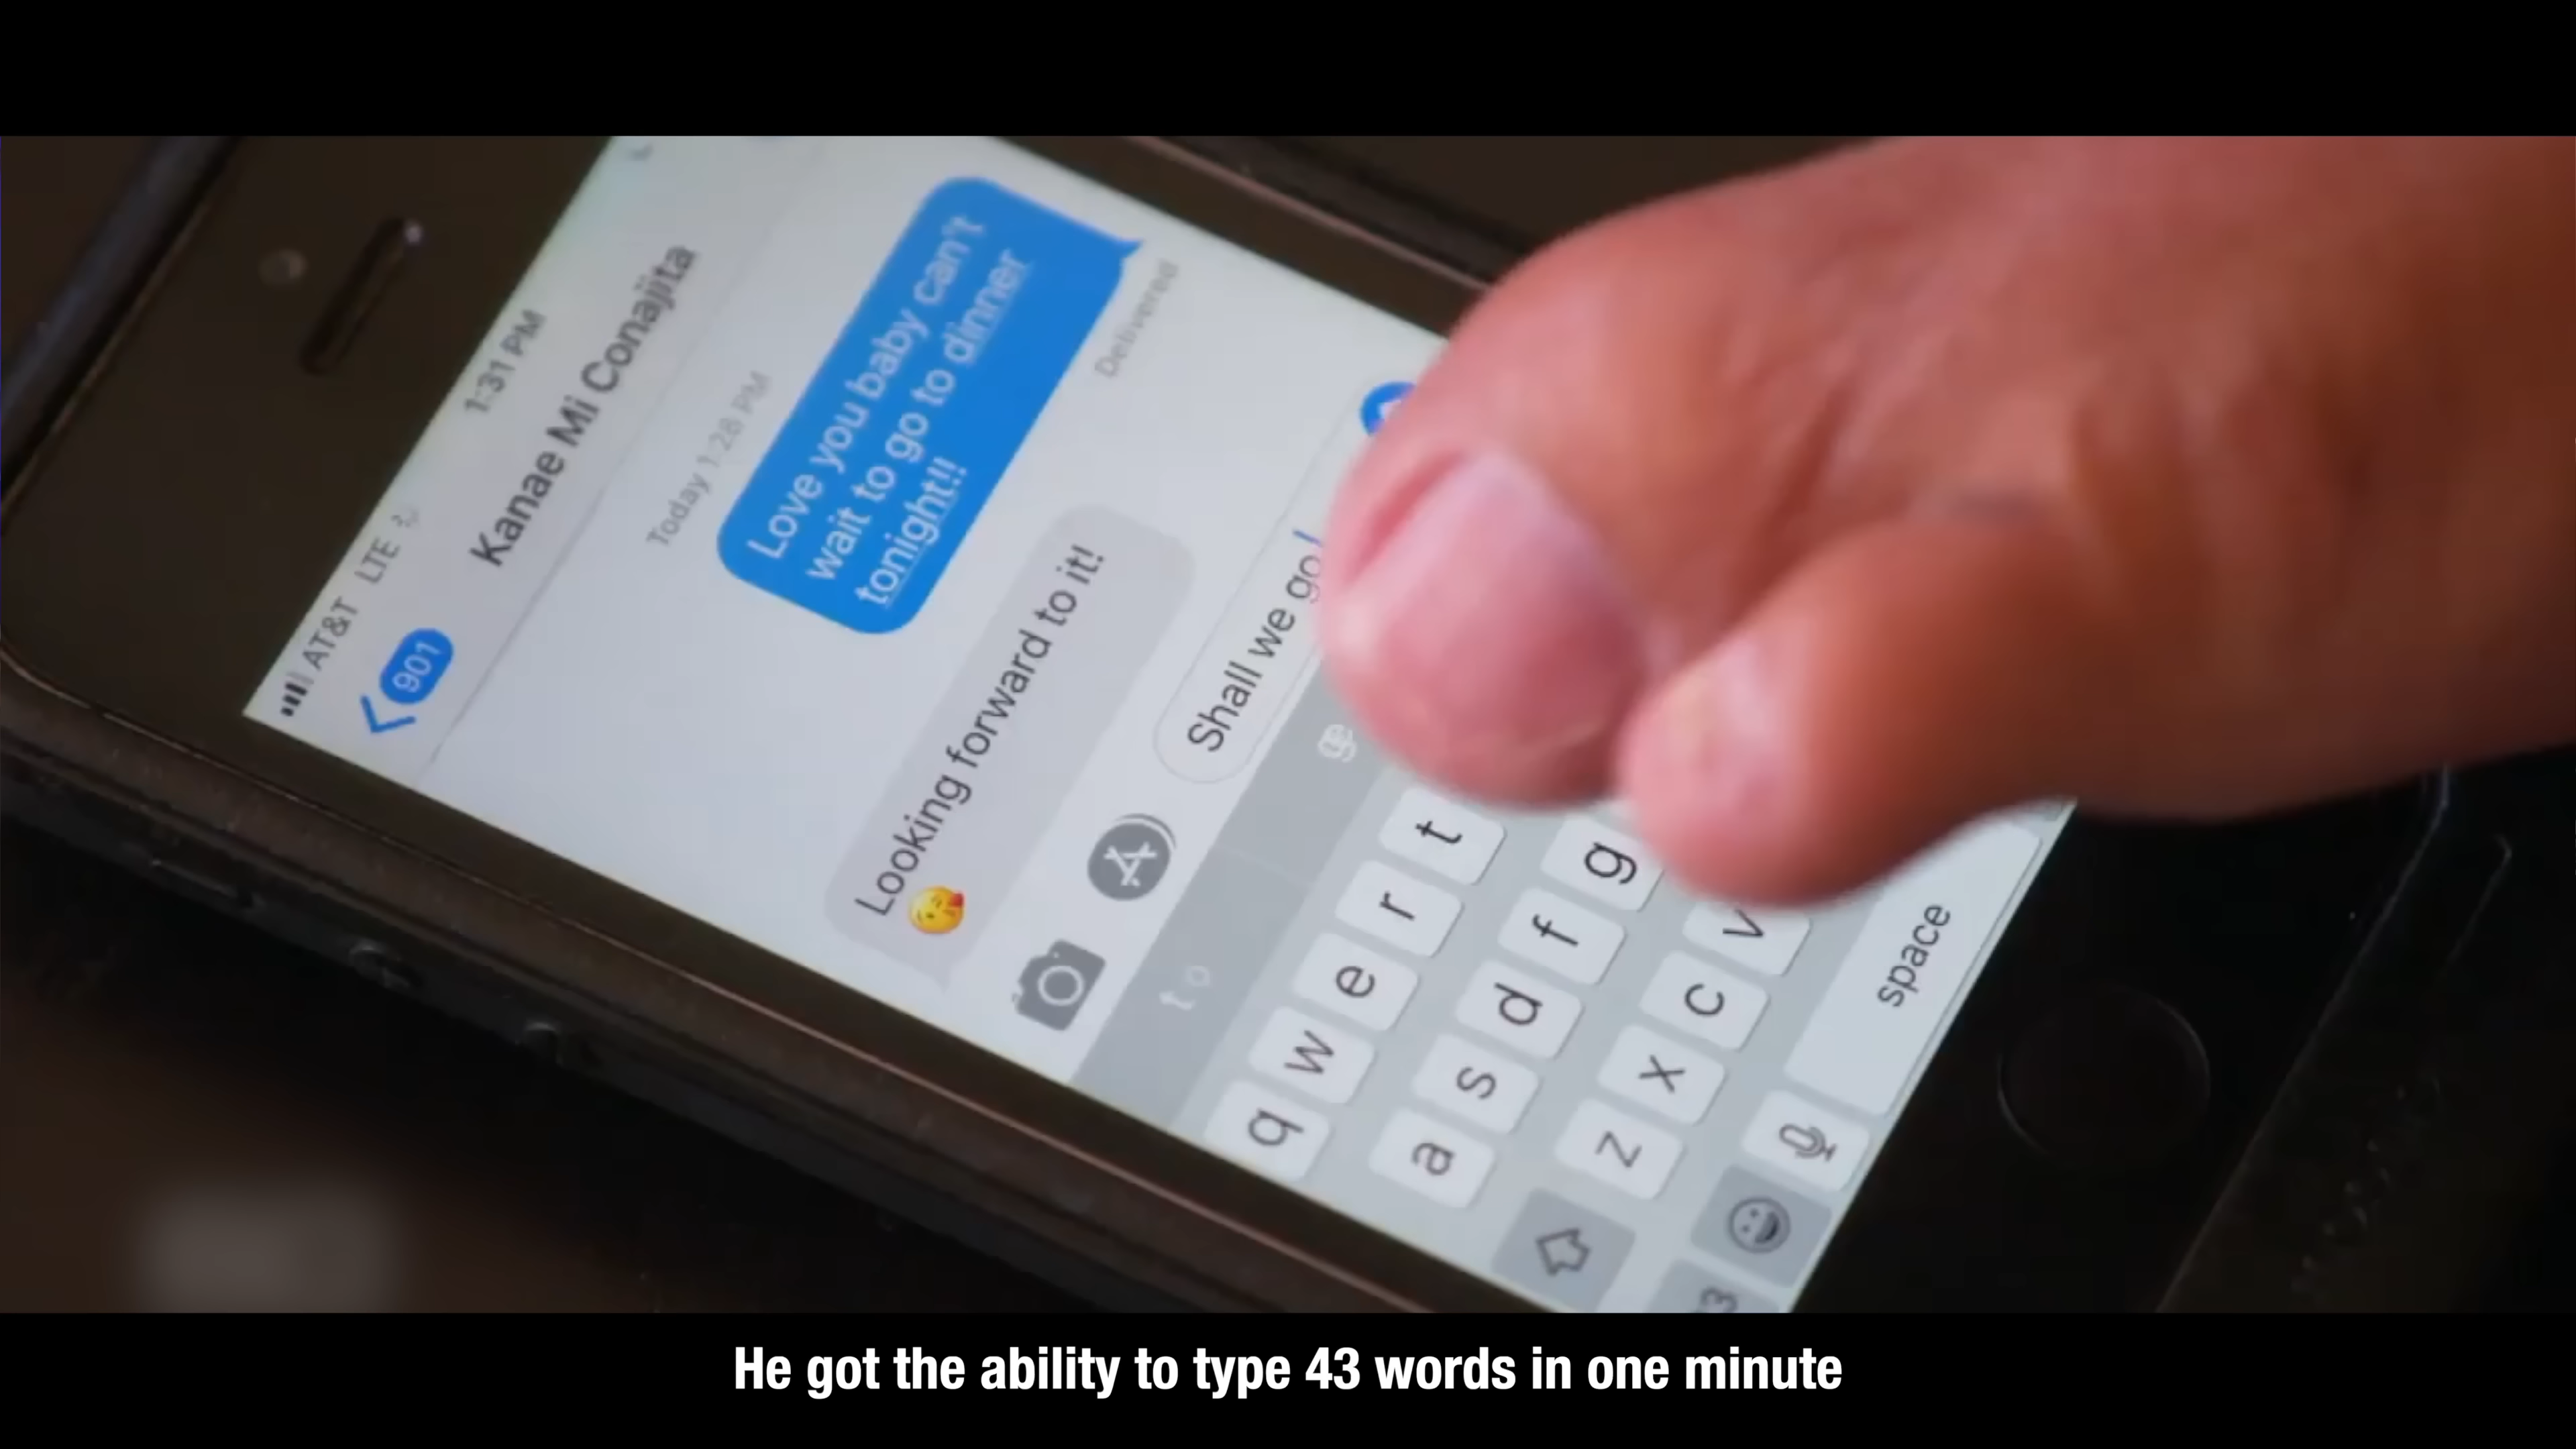 AT&T LTE 1:31 PM
901
Kanae Mi Conajita
Today 1:28 PM
Love you baby can't
wait to go to dinner
tonight!!
Delivered
Looking forward to it!
Shall we go
to
q w e r t
a s d f g
z x c v
space
He got the ability to type 43 words in one minute